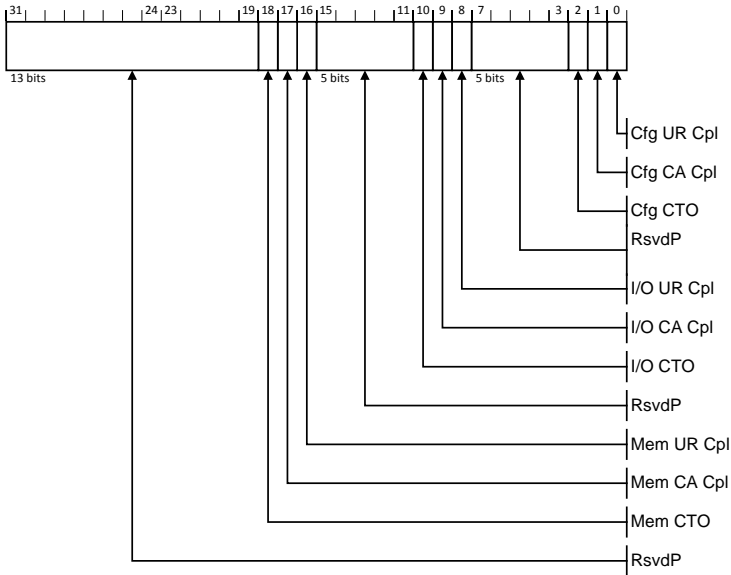 31 24 23 19 18 17 16 15 11 10 9 8 7 3 2 1 0
13 bits 5 bits 5 bits
Cfg UR Cpl
Cfg CA Cpl
Cfg CTO
RsvdP
I/O UR Cpl
I/O CA Cpl
I/O CTO
RsvdP
Mem UR Cpl
Mem CA Cpl
Mem CTO
RsvdP